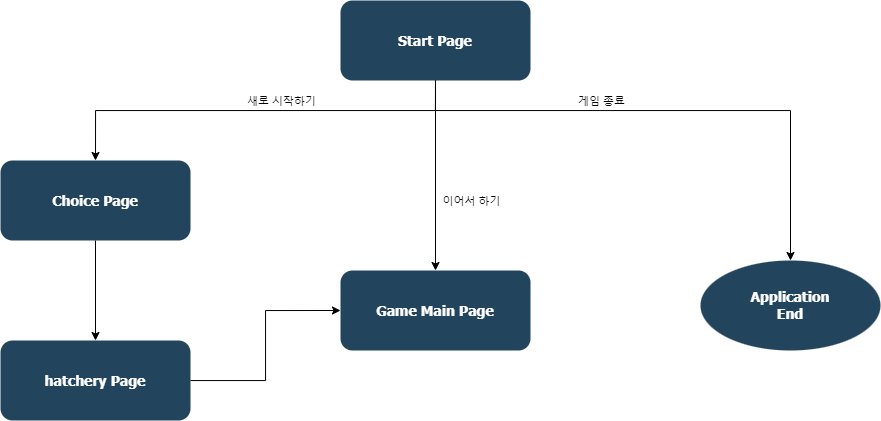 Start Page
새로 시작하기
게임 종료
Choice Page
이어서 하기
Game Main Page
Application
End
hatchery Page